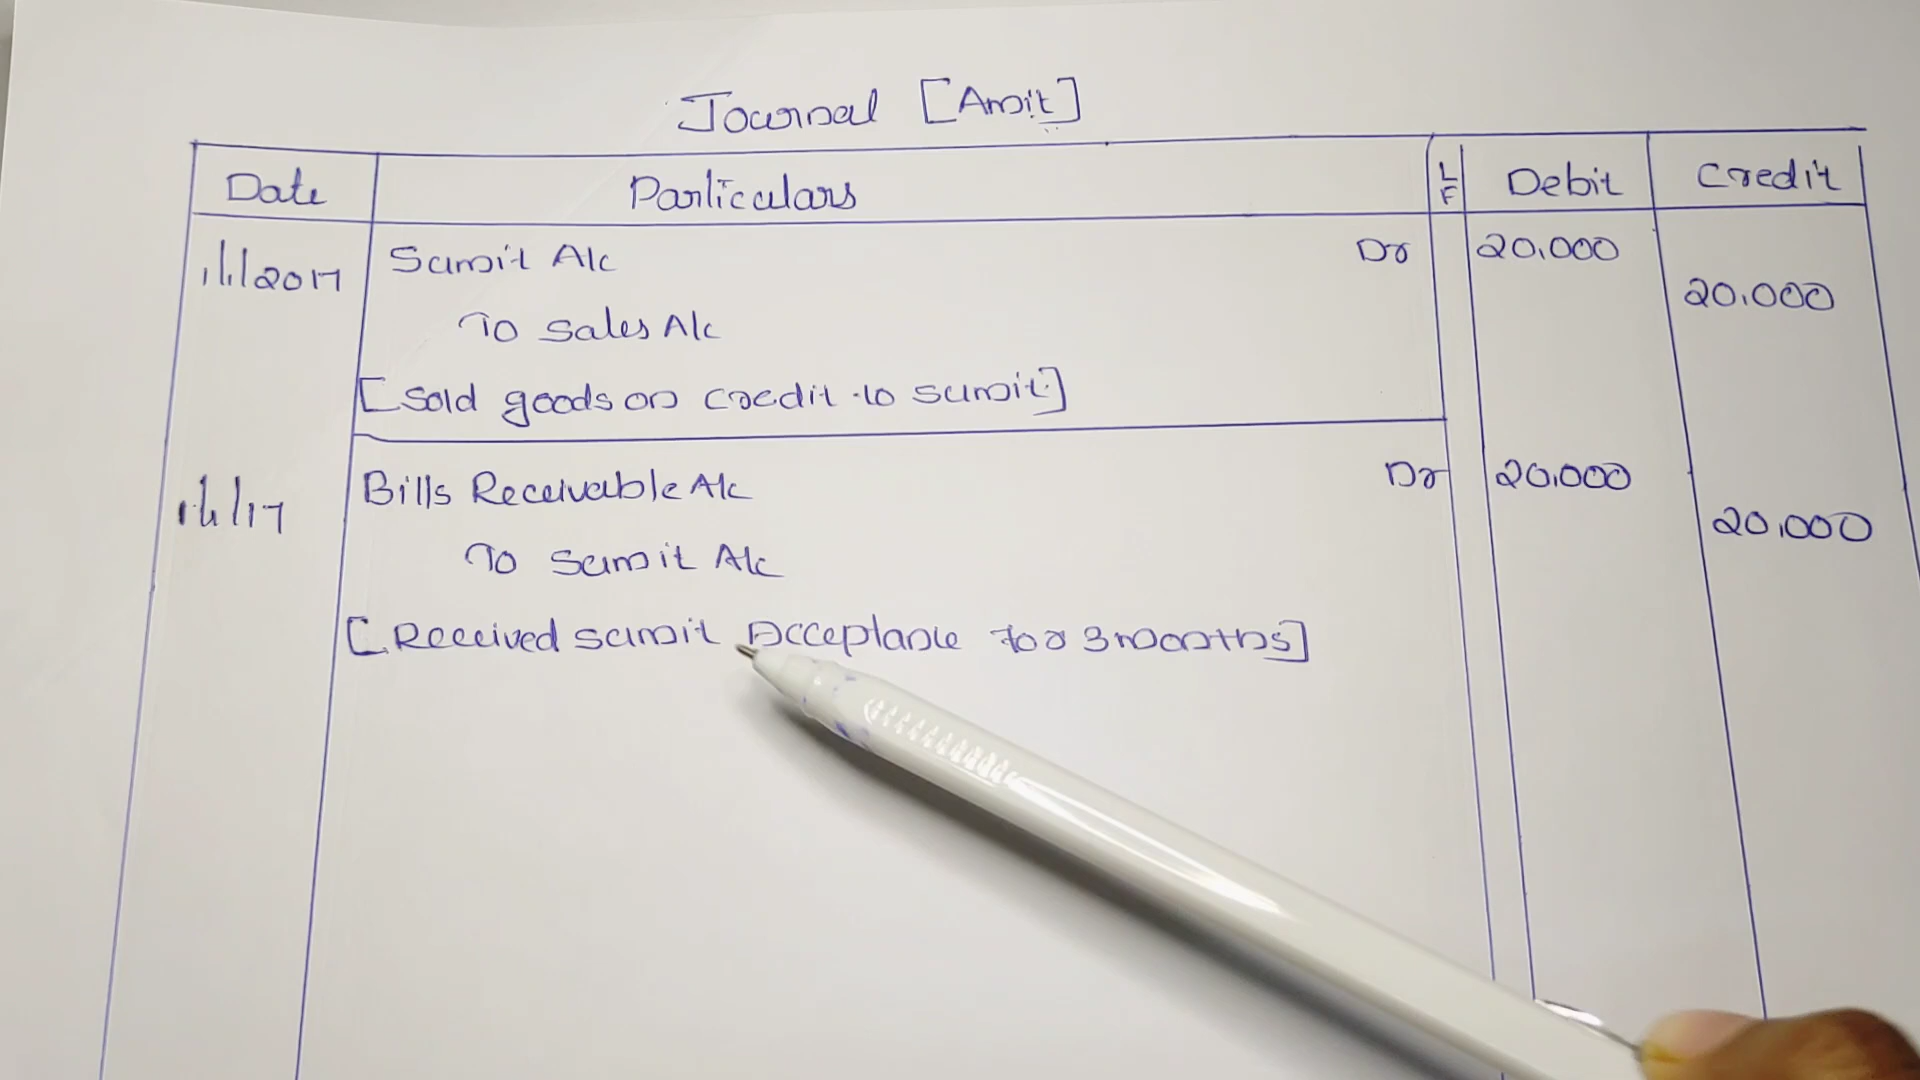 Journal [Amit]
Date Particulars LF Debit Credit
1/1/2017 Sumit A/c Dr 20,000
To Sales A/c 20,000
[Sold goods on credit to sumit]
1/1/17 Bills Receivable A/c Dr 20,000
To Sumit A/c 20,000
[Received sumit Acceptance for 3 months]